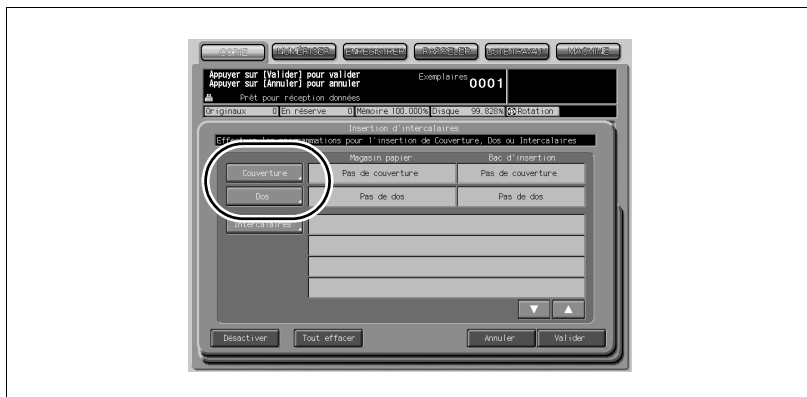 COPIE NUMÉRISER ENREGISTRER RAPPELER LISTE TRAVAUX MACHINE
Appuyer sur [Valider] pour valider
Appuyer sur [Annuler] pour annuler
Exemplaires 0001
Prêt pour réception données
Originaux 0 En réserve 0 Mémoire 100.000% Disque 99.828% Rotation
Insertion d'intercalaires
Effectuer les programmations pour l'insertion de Couverture, Dos ou Intercalaires
Magasin papier Bac d'insertion
Couverture Pas de couverture Pas de couverture
Dos Pas de dos Pas de dos
Intercalaires
Désactiver Tout effacer Annuler Valider